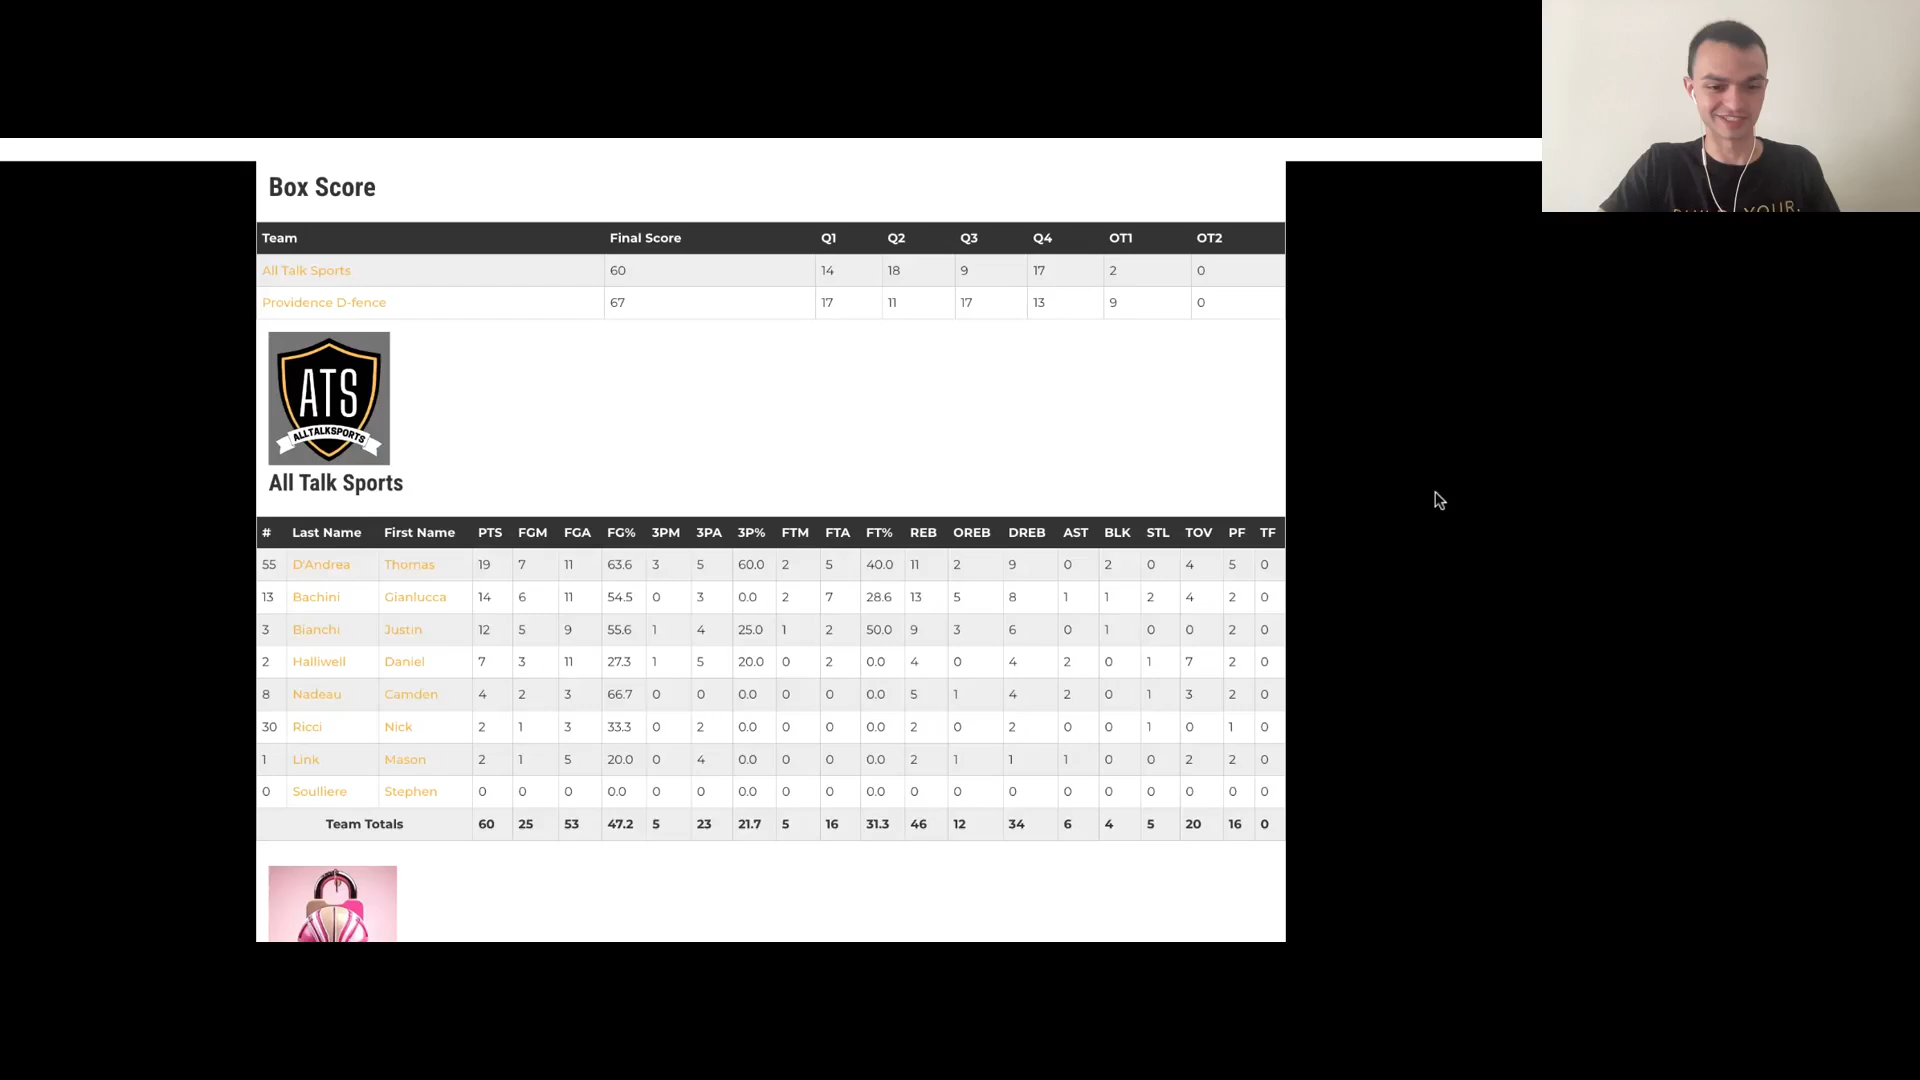 BUILD YOUR.
Box Score
Team Final Score Q1 Q2 Q3 Q4 OT1 OT2
All Talk Sports 60 14 18 9 17 2 0
Providence D-fence 67 17 11 17 13 9 0
ATS
ALLTALKSPORTS
All Talk Sports
# Last Name First Name PTS FGM FGA FG% 3PM 3PA 3P% FTM FTA FT% REB OREB DREB AST BLK STL TOV PF TF
55 D'Andrea Thomas 19 7 11 63.6 3 5 60.0 2 5 40.0 11 2 9 0 2 0 4 5 0
13 Bachini Gianlucca 14 6 11 54.5 0 3 0.0 2 7 28.6 13 5 8 1 1 2 4 2 0
3 Bianchi Justin 12 5 9 55.6 1 4 25.0 1 2 50.0 9 3 6 0 1 0 0 2 0
2 Halliwell Daniel 7 3 11 27.3 1 5 20.0 0 2 0.0 4 0 4 2 0 1 7 2 0
8 Nadeau Camden 4 2 3 66.7 0 0 0.0 0 0 0.0 5 1 4 2 0 1 3 2 0
30 Ricci Nick 2 1 3 33.3 0 2 0.0 0 0 0.0 2 0 2 0 0 1 0 1 0
1 Link Mason 2 1 5 20.0 0 4 0.0 0 0 0.0 2 1 1 1 0 0 2 2 0
0 Soulliere Stephen 0 0 0 0.0 0 0 0.0 0 0 0.0 0 0 0 0 0 0 0 0 0
Team Totals 60 25 53 47.2 5 23 21.7 5 16 31.3 46 12 34 6 4 5 20 16 0